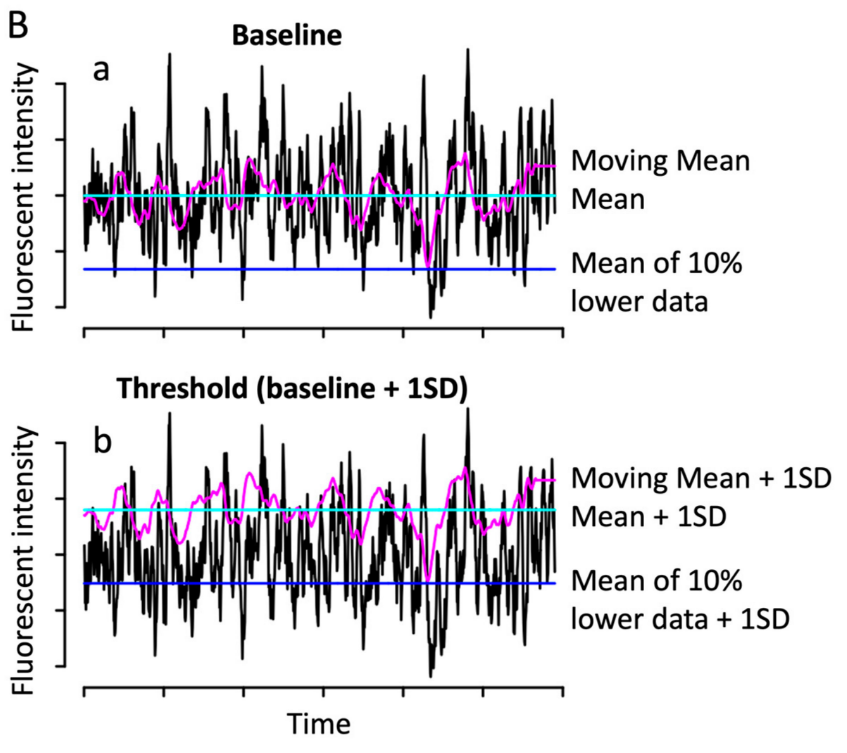 B
Baseline
a
Fluorescent intensity
Moving Mean
Mean
Mean of 10%
lower data
Threshold (baseline + 1SD)
b
Fluorescent intensity
Moving Mean + 1SD
Mean + 1SD
Mean of 10%
lower data + 1SD
Time